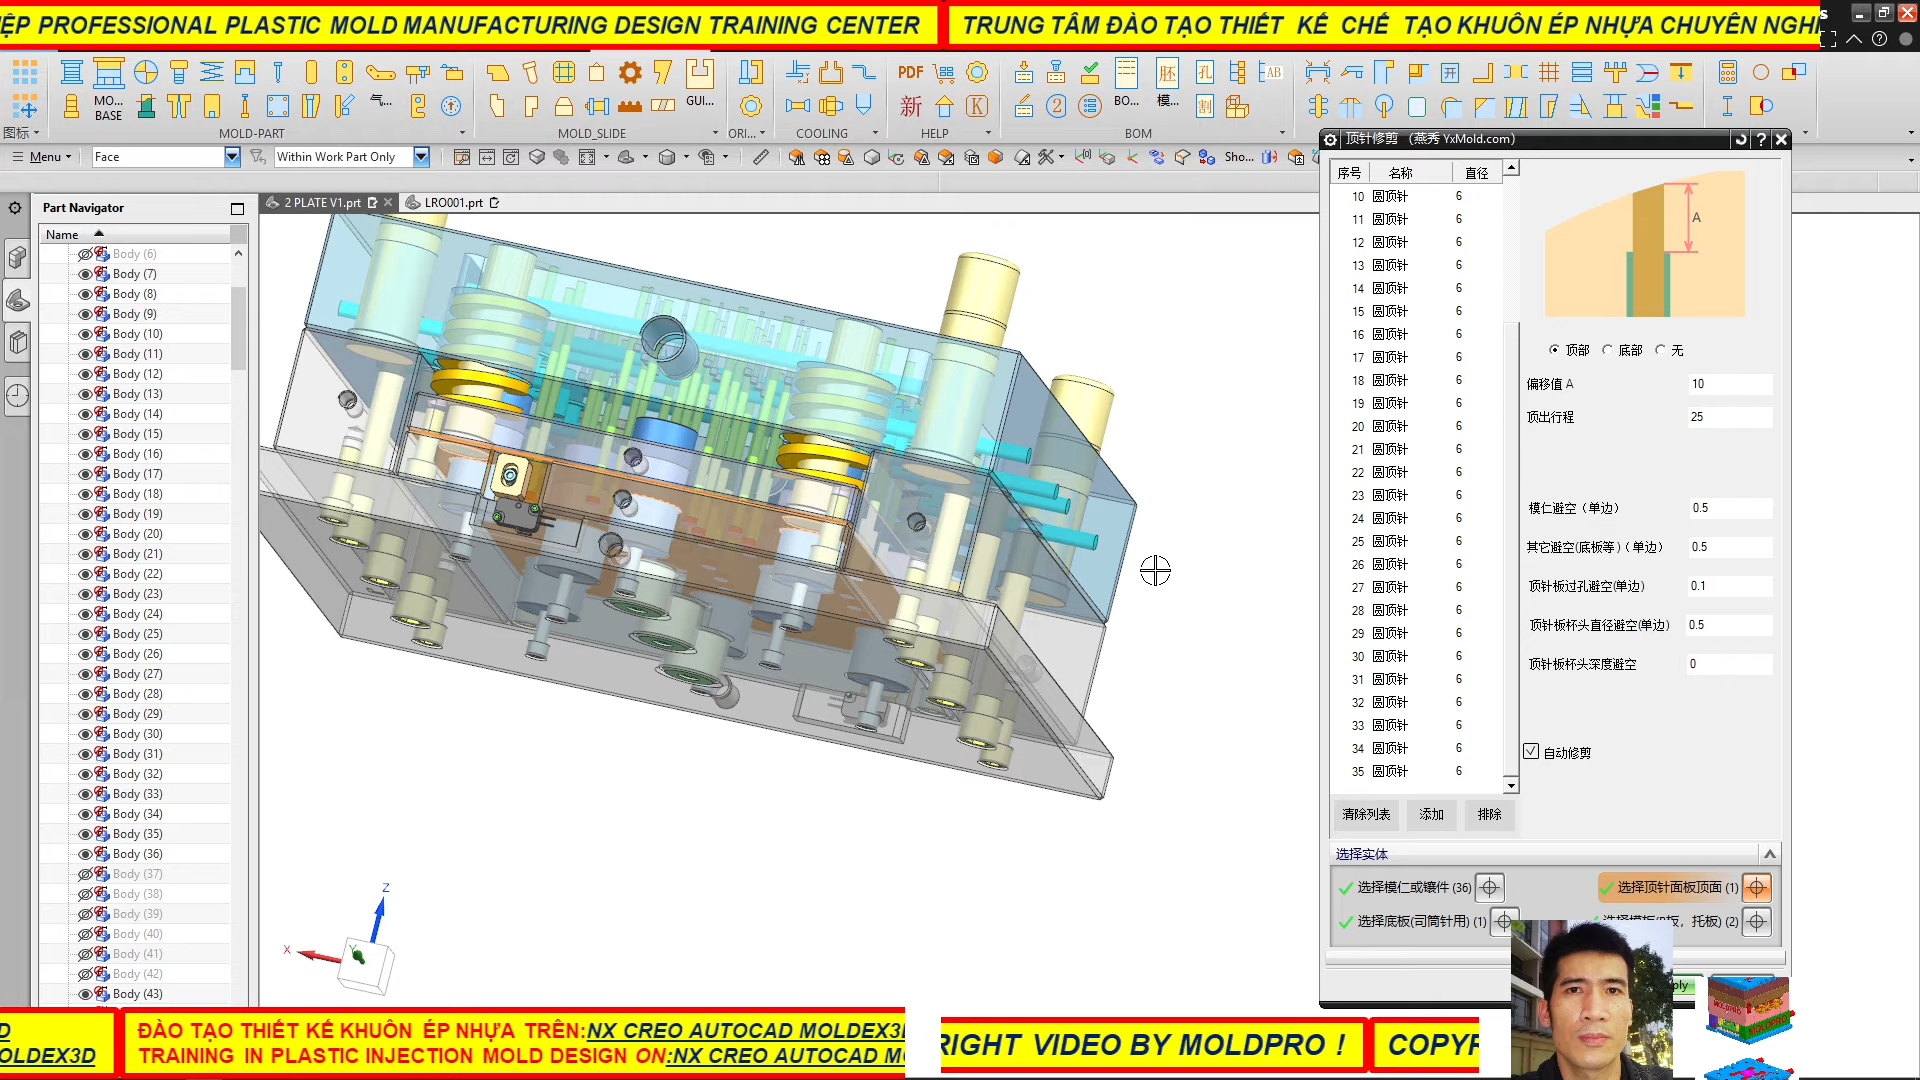 ỆP PROFESSIONAL PLASTIC MOLD MANUFACTURING DESIGN TRAINING CENTER
TRUNG TÂM ĐÀO TẠO THIẾT KẾ CHẾ TẠO KHUÔN ÉP NHỰA CHUYÊN NGHI
s
MO... BASE
气...
GUI...
PDF
新
K
2
BO...
胚
模...
孔
割
AB
开
图标
MOLD-PART
MOLD_SLIDE
ORI...
COOLING
HELP
BOM
Menu
Face
Within Work Part Only
Sho...
Part Navigator
2 PLATE V1.prt
LRO001.prt
Name
Body (6)
Body (7)
Body (8)
Body (9)
Body (10)
Body (11)
Body (12)
Body (13)
Body (14)
Body (15)
Body (16)
Body (17)
Body (18)
Body (19)
Body (20)
Body (21)
Body (22)
Body (23)
Body (24)
Body (25)
Body (26)
Body (27)
Body (28)
Body (29)
Body (30)
Body (31)
Body (32)
Body (33)
Body (34)
Body (35)
Body (36)
Body (37)
Body (38)
Body (39)
Body (40)
Body (41)
Body (42)
Body (43)
Z
X
Y
顶针修剪 (燕秀 YxMold.com)
序号 名称 直径
10 圆顶针 6
11 圆顶针 6
12 圆顶针 6
13 圆顶针 6
14 圆顶针 6
15 圆顶针 6
16 圆顶针 6
17 圆顶针 6
18 圆顶针 6
19 圆顶针 6
20 圆顶针 6
21 圆顶针 6
22 圆顶针 6
23 圆顶针 6
24 圆顶针 6
25 圆顶针 6
26 圆顶针 6
27 圆顶针 6
28 圆顶针 6
29 圆顶针 6
30 圆顶针 6
31 圆顶针 6
32 圆顶针 6
33 圆顶针 6
34 圆顶针 6
35 圆顶针 6
A
顶部 底部 无
偏移值 A 10
顶出行程 25
模仁避空 (单边) 0.5
其它避空(底板等) (单边) 0.5
顶针板过孔避空(单边) 0.1
顶针板杯头直径避空(单边) 0.5
顶针板杯头深度避空 0
自动修剪
清除列表 添加 排除
选择实体
选择模仁或镶件 (36)
选择顶针面板顶面 (1)
选择底板(司筒针用) (1)
板, 托板) (2)
ply
MOLDPRO
MOLDPRO
D
OLDEX3D
ĐÀO TẠO THIẾT KẾ KHUÔN ÉP NHỰA TRÊN:NX CREO AUTOCAD MOLDEX3D
TRAINING IN PLASTIC INJECTION MOLD DESIGN ON:NX CREO AUTOCAD MO
RIGHT VIDEO BY MOLDPRO !
COPYR